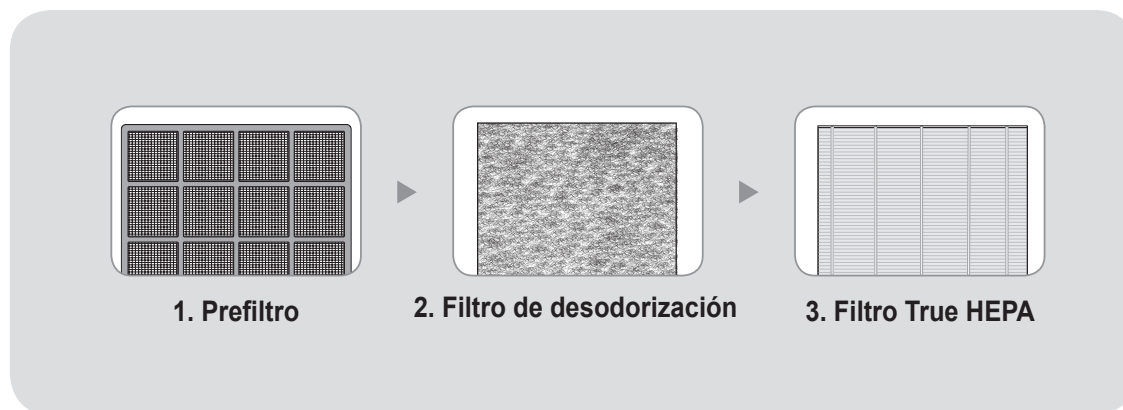 1. Prefiltro
2. Filtro de desodorización
3. Filtro True HEPA